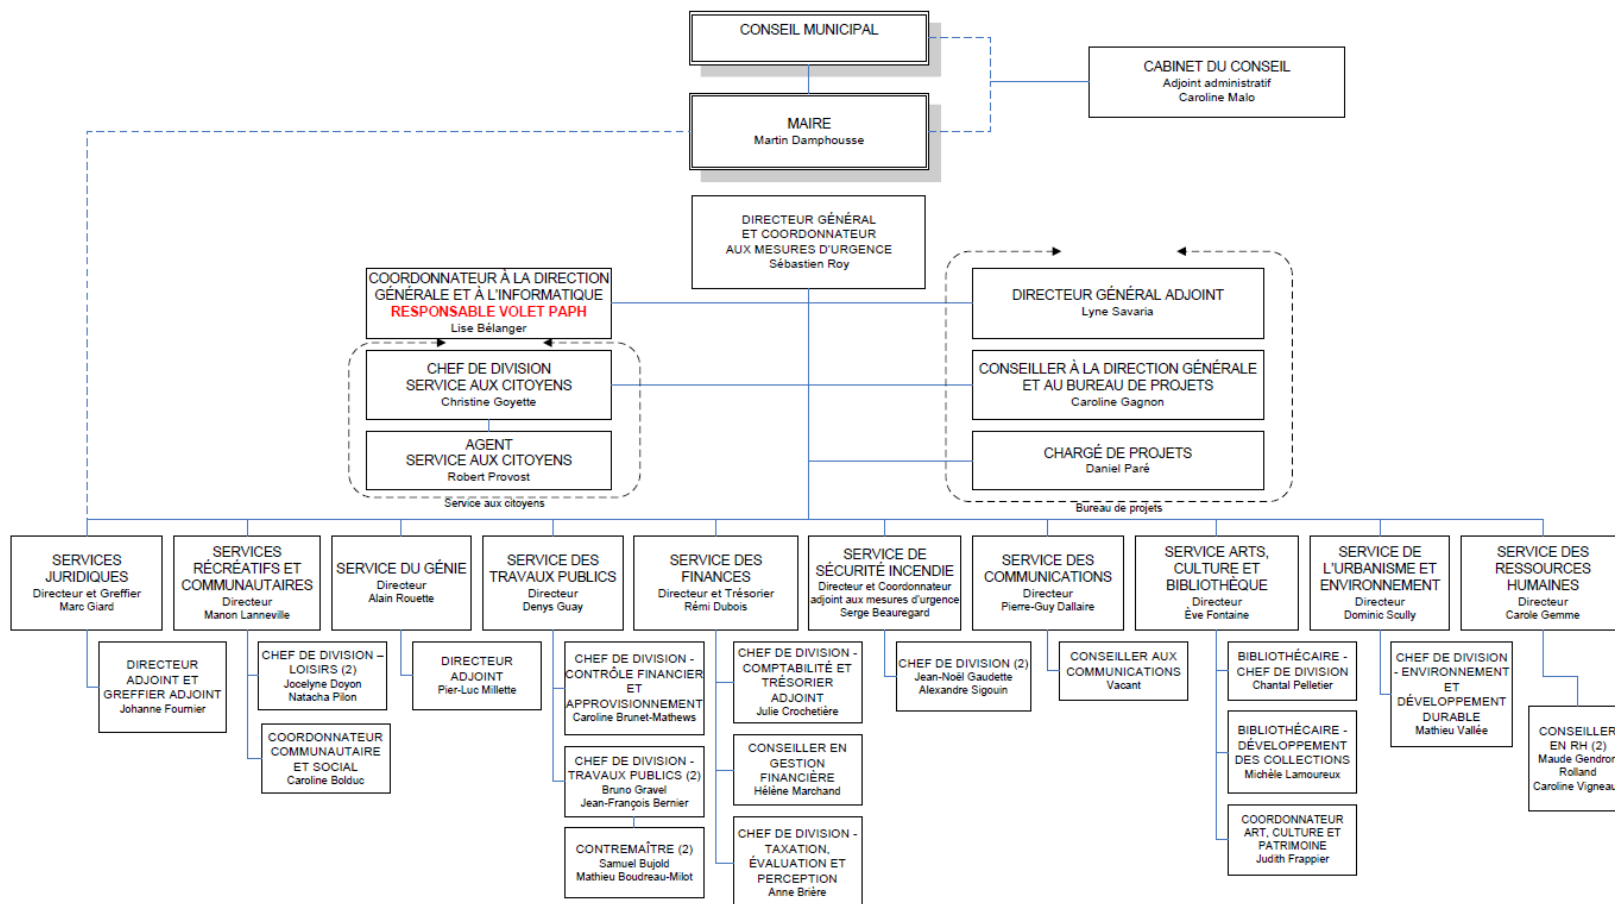 CONSEIL MUNICIPAL
CABINET DU CONSEIL
Adjoint administratif
Caroline Malo
MAIRE
Martin Damphousse
DIRECTEUR GÉNÉRAL
ET COORDONNATEUR
AUX MESURES D'URGENCE
Sébastien Roy
COORDONNATEUR À LA DIRECTION
GÉNÉRALE ET À L'INFORMATIQUE
RESPONSABLE VOLET PAPH
Lise Bélanger
DIRECTEUR GÉNÉRAL ADJOINT
Lyne Savaria
CHEF DE DIVISION
SERVICE AUX CITOYENS
Christine Goyette
CONSEILLER À LA DIRECTION GÉNÉRALE
ET AU BUREAU DE PROJETS
Caroline Gagnon
AGENT
SERVICE AUX CITOYENS
Robert Provost
CHARGÉ DE PROJETS
Daniel Paré
Service aux citoyens
Bureau de projets
SERVICES
JURIDIQUES
Directeur et Greffier
Marc Giard
SERVICES
RÉCRÉATIFS ET
COMMUNAUTAIRES
Directeur
Manon Lanneville
SERVICE DU GÉNIE
Directeur
Alain Rouette
SERVICE DES
TRAVAUX PUBLICS
Directeur
Denys Guay
SERVICE DES
FINANCES
Directeur et Trésorier
Rémi Dubois
SERVICE DE
SÉCURITÉ INCENDIE
Directeur et Coordonnateur
adjoint aux mesures d'urgence
Serge Beauregard
SERVICE DES
COMMUNICATIONS
Directeur
Pierre-Guy Dallaire
SERVICE ARTS,
CULTURE ET
BIBLIOTHÈQUE
Directeur
Ève Fontaine
SERVICE DE
L'URBANISME ET
ENVIRONNEMENT
Directeur
Dominic Scully
SERVICE DES
RESSOURCES
HUMAINES
Directeur
Carole Gemme
DIRECTEUR
ADJOINT ET
GREFFIER ADJOINT
Johanne Fournier
CHEF DE DIVISION –
LOISIRS (2)
Jocelyne Doyon
Natacha Pilon
COORDONNATEUR
COMMUNAUTAIRE
ET SOCIAL
Caroline Bolduc
DIRECTEUR
ADJOINT
Pier-Luc Millette
CHEF DE DIVISION -
CONTRÔLE FINANCIER
ET
APPROVISIONNEMENT
Caroline Brunet-Mathews
CHEF DE DIVISION -
TRAVAUX PUBLICS (2)
Bruno Gravel
Jean-François Bernier
CONTREMAÎTRE (2)
Samuel Bujold
Mathieu Boudreau-Milot
CHEF DE DIVISION -
COMPTABILITÉ ET
TRÉSORIER
ADJOINT
Julie Crochetière
CONSEILLER EN
GESTION
FINANCIÈRE
Hélène Marchand
CHEF DE DIVISION -
TAXATION,
ÉVALUATION ET
PERCEPTION
Anne Brière
CHEF DE DIVISION (2)
Jean-Noël Gaudette
Alexandre Sigouin
CONSEILLER AUX
COMMUNICATIONS
Vacant
BIBLIOTHÉCAIRE -
CHEF DE DIVISION
Chantal Pelletier
BIBLIOTHÉCAIRE -
DÉVELOPPEMENT
DES COLLECTIONS
Michèle Lamoureux
COORDONNATEUR
ART, CULTURE ET
PATRIMOINE
Judith Frappier
CHEF DE DIVISION
- ENVIRONNEMENT
ET
DÉVELOPPEMENT
DURABLE
Mathieu Vallée
CONSEILLER
EN RH (2)
Maude Gendron
Rolland
Caroline Vigneau